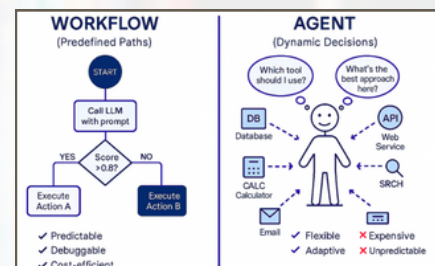 WORKFLOW
(Predefined Paths)
START
Call LLM
with prompt
YES
Score
>0.8?
NO
Execute
Action A
Execute
Action B
✓ Predictable
✓ Debuggable
✓ Cost-efficient
AGENT
(Dynamic Decisions)
Which tool
should I use?
What's the
best approach
here?
DB
Database
API
Web
Service
CALC
Calculator
SRCH
Email
✓ Flexible
✗ Expensive
✓ Adaptive
✗ Unpredictable